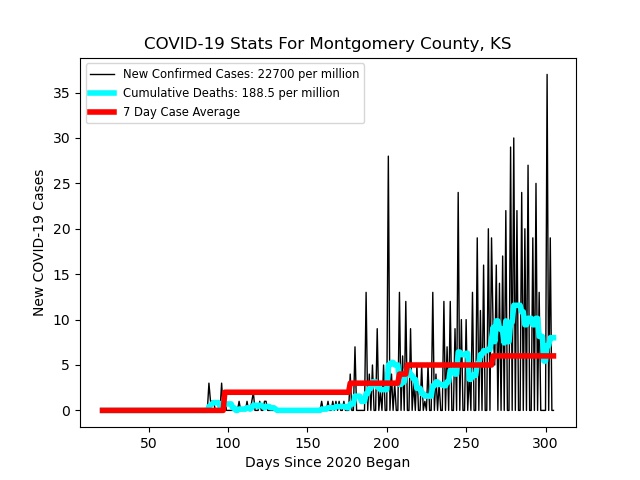 COVID-19 Stats For Montgomery County, KS
New Confirmed Cases: 22700 per million
Cumulative Deaths: 188.5 per million
7 Day Case Average
35
30
25
20
15
10
5
0
New COVID-19 Cases
50 100 150 200 250 300
Days Since 2020 Began